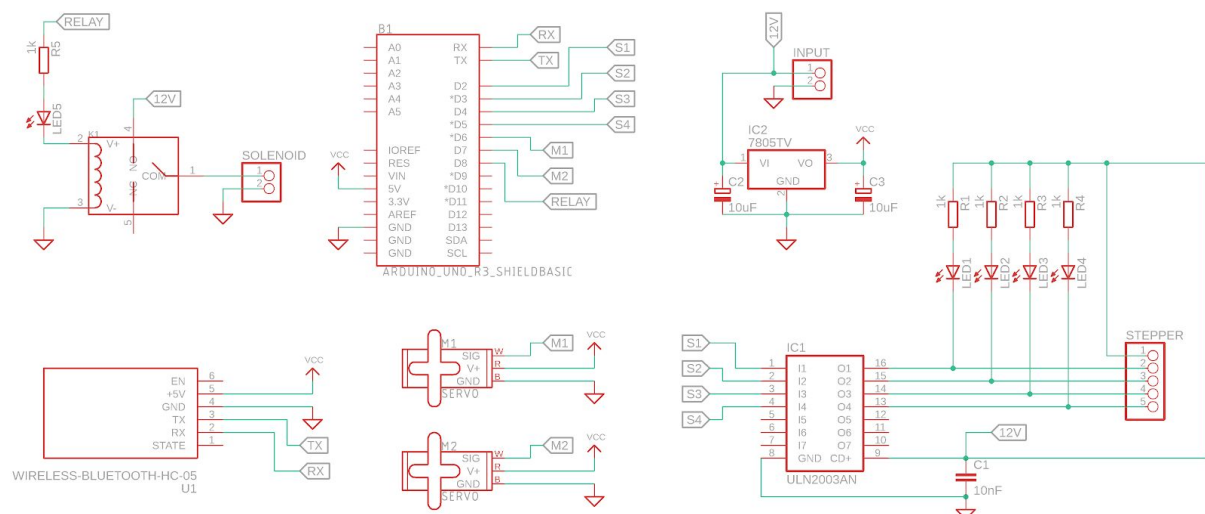 RELAY
1k
R5
LED5
12V
K1
4
2
V+
NO
COM
1
NC
3
V-
5
SOLENOID
1
2
B1
A0
A1
A2
A3
A4
A5
IOREF
RES
VIN
5V
3.3V
AREF
GND
GND
GND
RX
TX
D2
*D3
D4
*D5
*D6
D7
D8
*D9
*D10
*D11
D12
D13
SDA
SCL
ARDUINO_UNO_R3_SHIELDBASIC
VCC
RX
TX
S1
S2
S3
S4
M1
M2
RELAY
12V
INPUT
1
2
IC2
7805TV
VCC
1
VI
VO
3
GND
2
C2
10uF
C3
10uF
1k
R1
1k
R2
1k
R3
1k
R4
LED1
LED2
LED3
LED4
STEPPER
1
2
3
4
5
EN 6
+5V 5
GND 4
TX 3
RX 2
STATE 1
VCC
TX
RX
WIRELESS-BLUETOOTH-HC-05
U1
M1
SIG W
V+ R
GND B
SERVO
M1
VCC
M2
SIG W
V+ R
GND B
SERVO
M2
VCC
S1
S2
S3
S4
IC1
1 I1 O1 16
2 I2 O2 15
3 I3 O3 14
4 I4 O4 13
5 I5 O5 12
6 I6 O6 11
7 I7 O7 10
8 GND CD+ 9
ULN2003AN
12V
C1
10nF